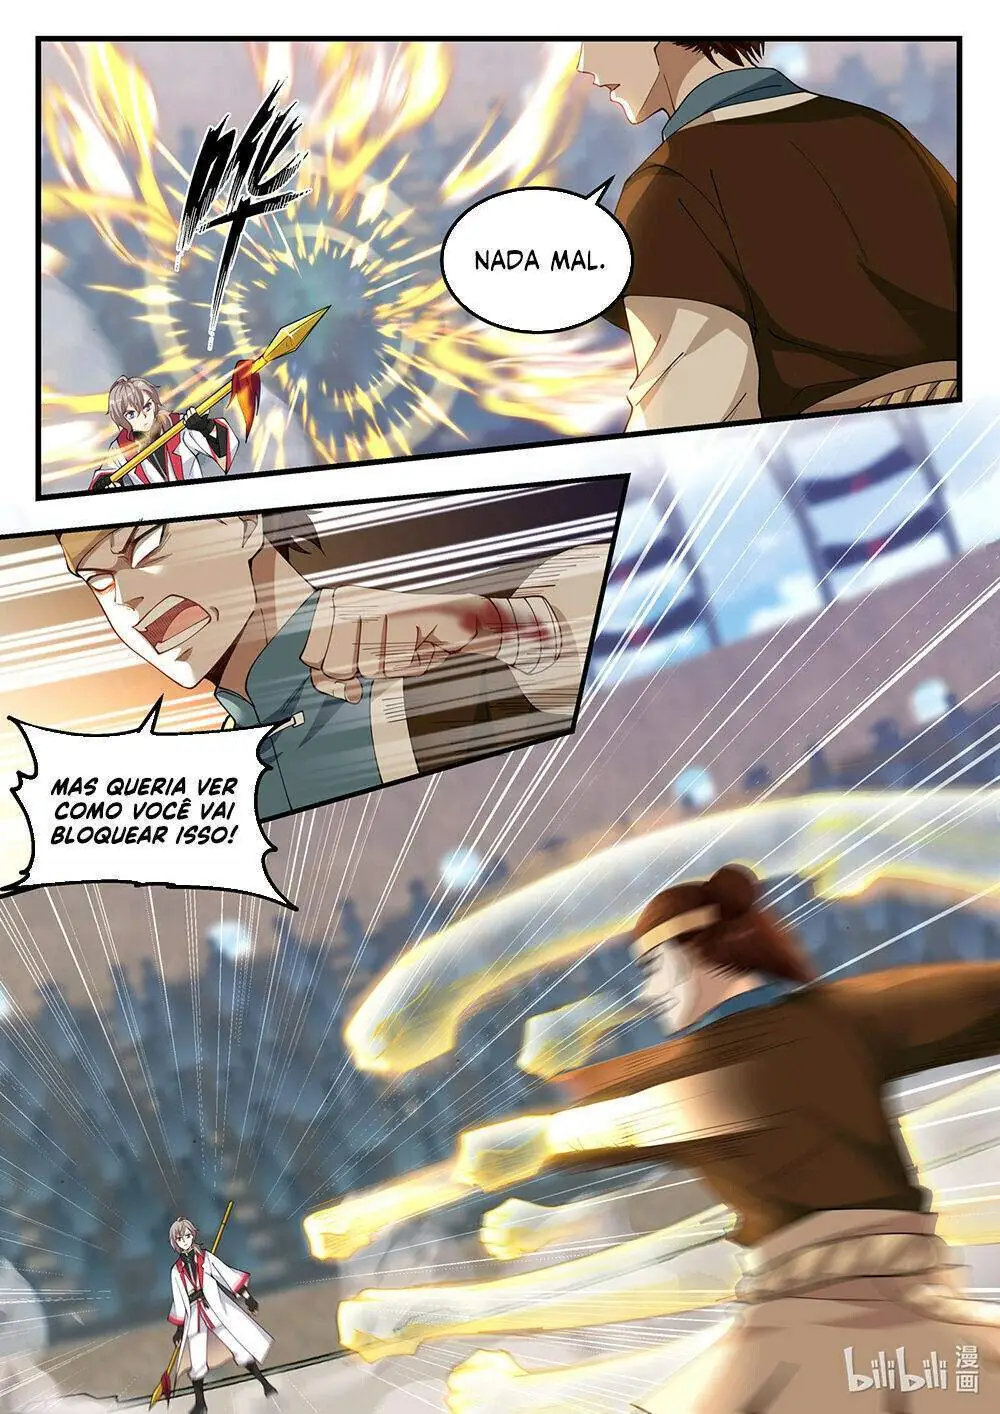 NADA MAL.
MAS QUERIA VER
COMO VOCÊ VAI
BLOQUEAR ISSO!
bilibili 漫画